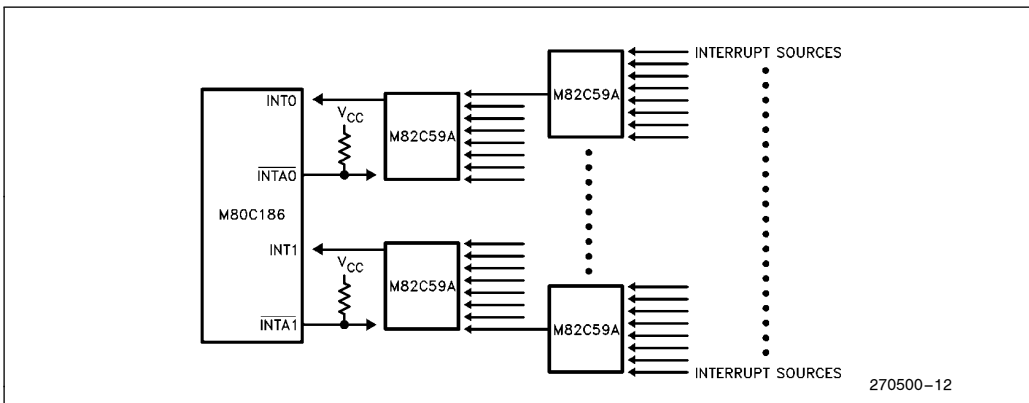 INTERRUPT SOURCES
M82C59A
INT0
VCC
M82C59A
INTA0
M80C186
INT1
VCC
M82C59A
INTA1
M82C59A
INTERRUPT SOURCES
270500-12